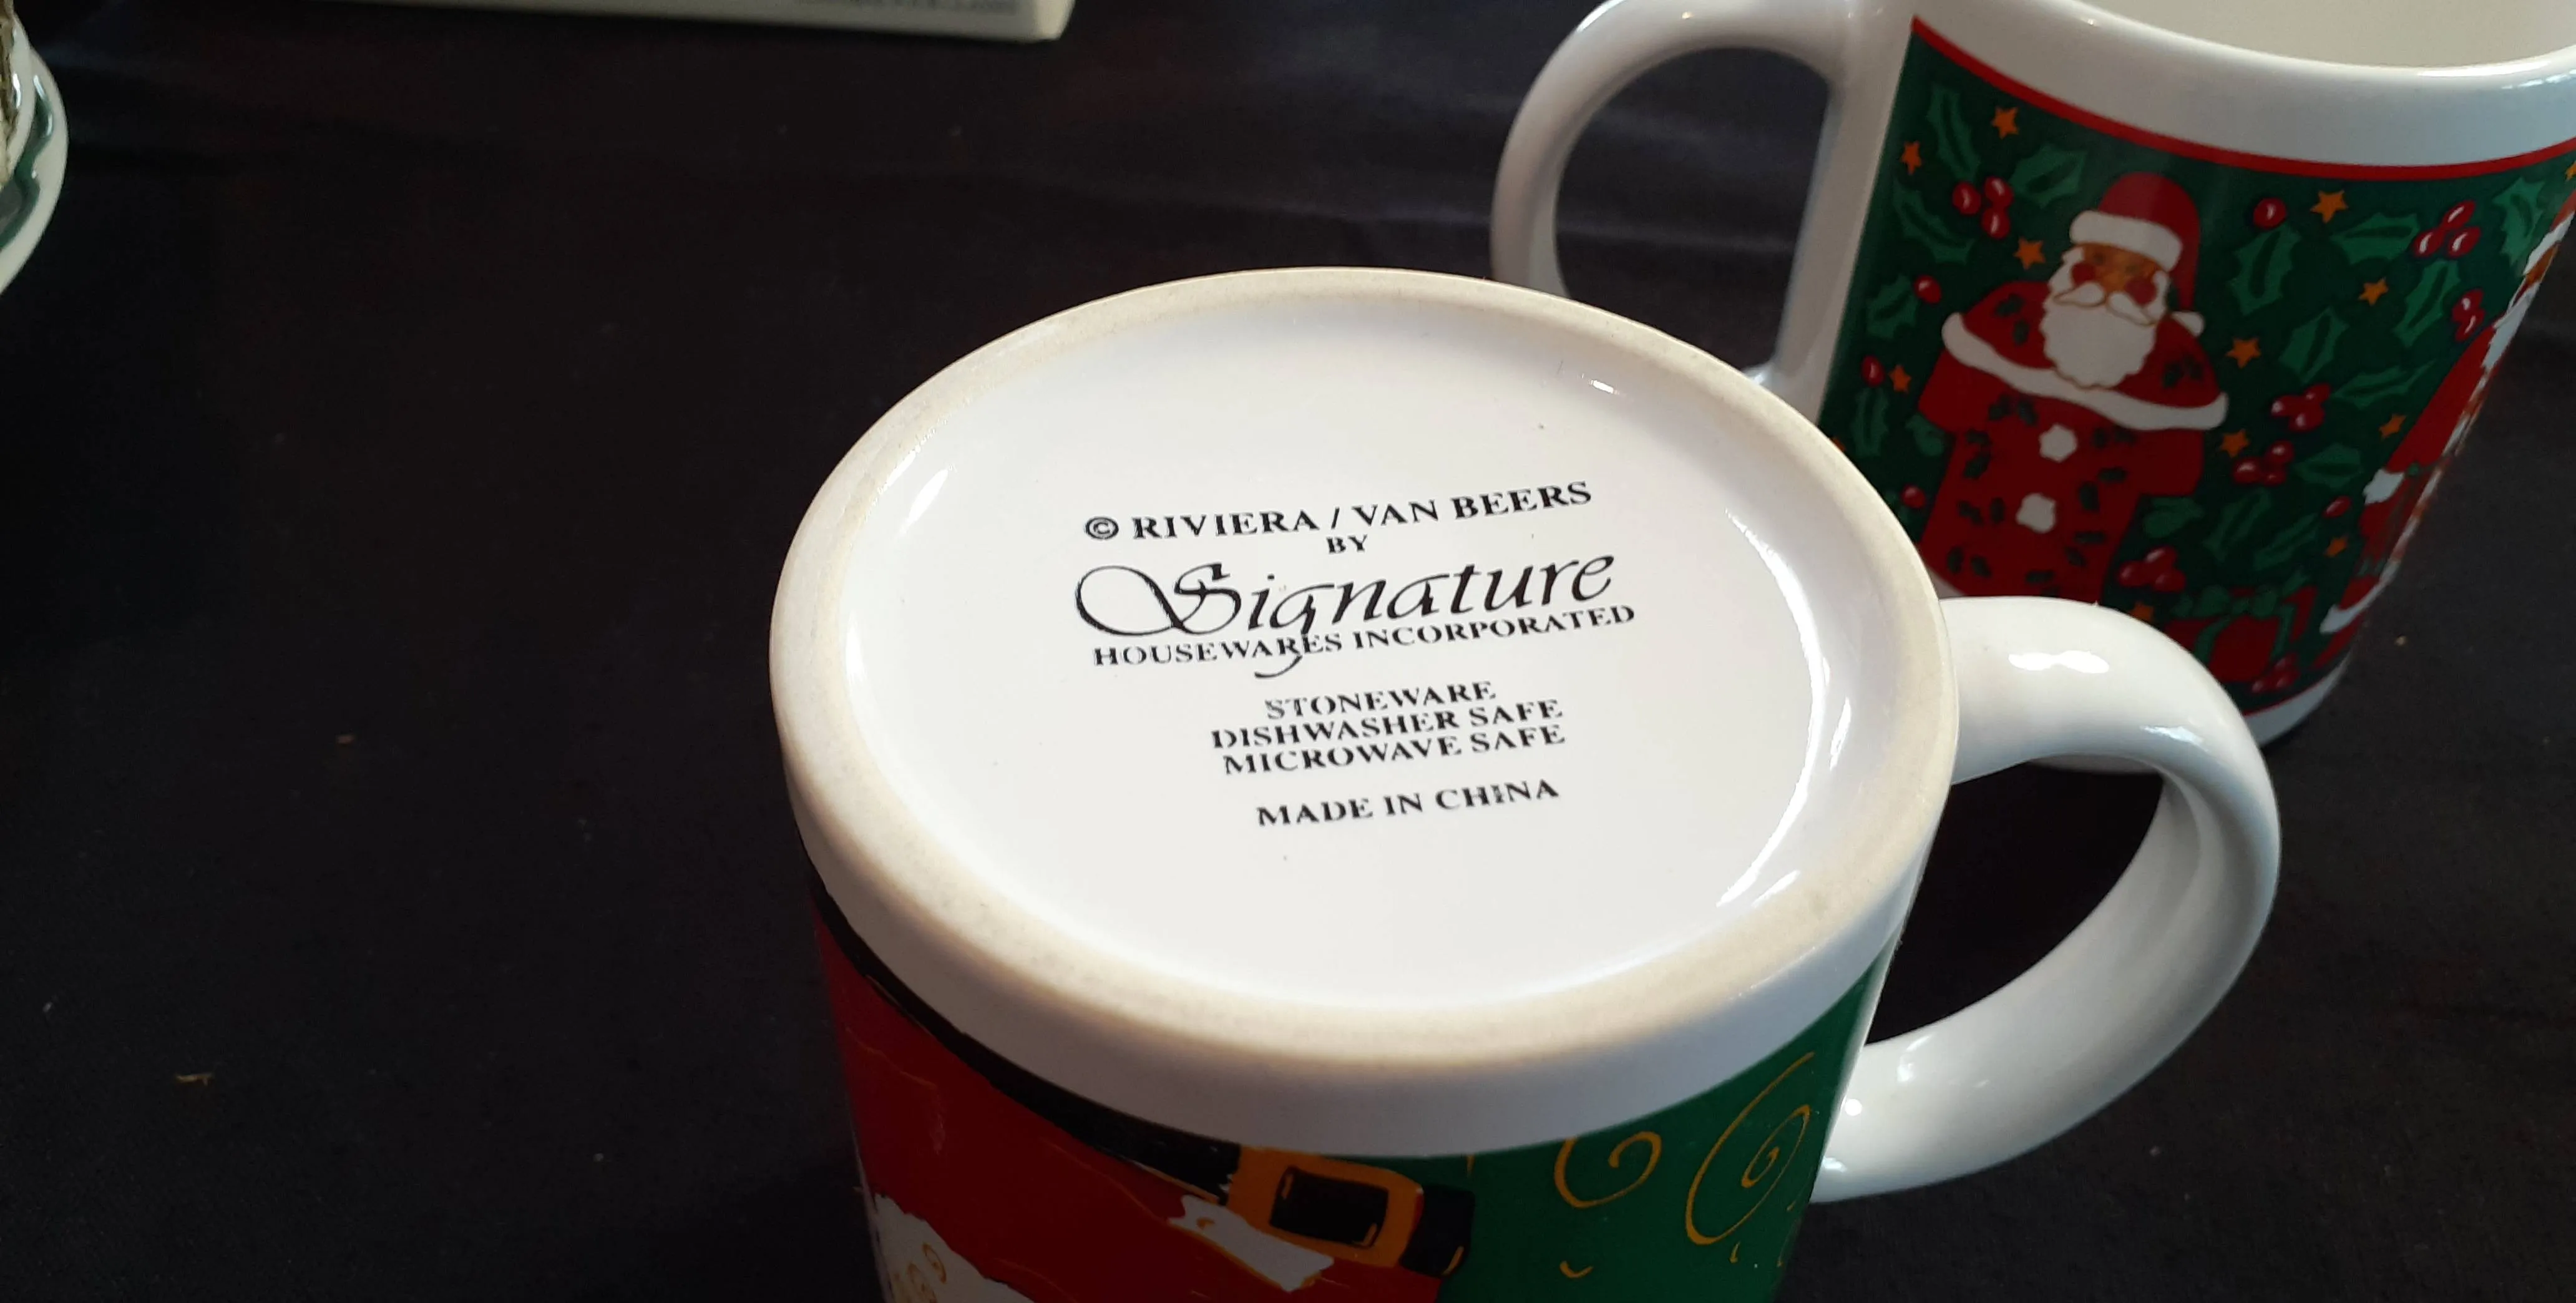 © RIVIERA / VAN BEERS
BY
Signature
HOUSEWARES INCORPORATED
STONEWARE
DISHWASHER SAFE
MICROWAVE SAFE
MADE IN CHINA